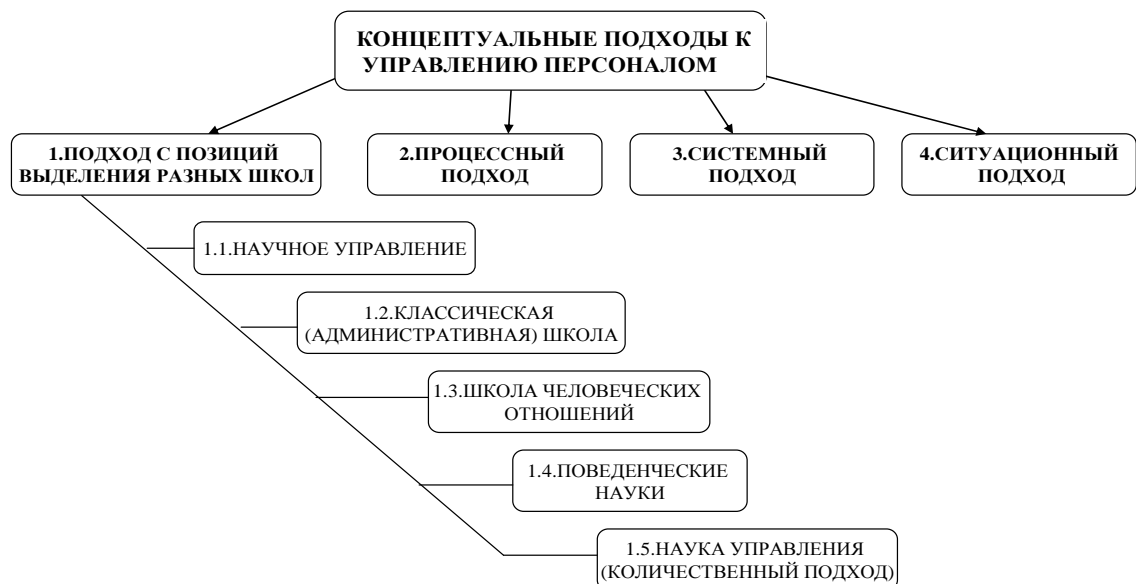 КОНЦЕПТУАЛЬНЫЕ ПОДХОДЫ К
УПРАВЛЕНИЮ ПЕРСОНАЛОМ
1.ПОДХОД С ПОЗИЦИЙ
ВЫДЕЛЕНИЯ РАЗНЫХ ШКОЛ
2.ПРОЦЕССНЫЙ
ПОДХОД
3.СИСТЕМНЫЙ
ПОДХОД
4.СИТУАЦИОННЫЙ
ПОДХОД
1.1.НАУЧНОЕ УПРАВЛЕНИЕ
1.2.КЛАССИЧЕСКАЯ
(АДМИНИСТРАТИВНАЯ) ШКОЛА
1.3.ШКОЛА ЧЕЛОВЕЧЕСКИХ
ОТНОШЕНИЙ
1.4.ПОВЕДЕНЧЕСКИЕ
НАУКИ
1.5.НАУКА УПРАВЛЕНИЯ
(КОЛИЧЕСТВЕННЫЙ ПОДХОД)